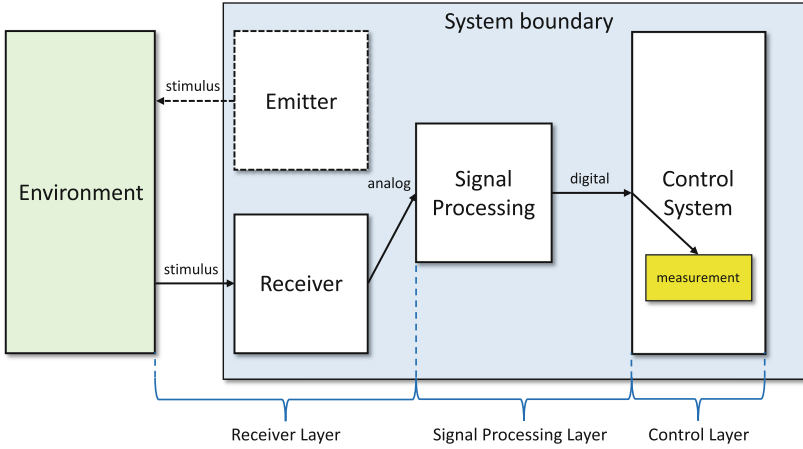 System boundary
stimulus
Emitter
Environment
analog
Signal
Processing
digital
Control
System
stimulus
Receiver
measurement
Receiver Layer
Signal Processing Layer
Control Layer